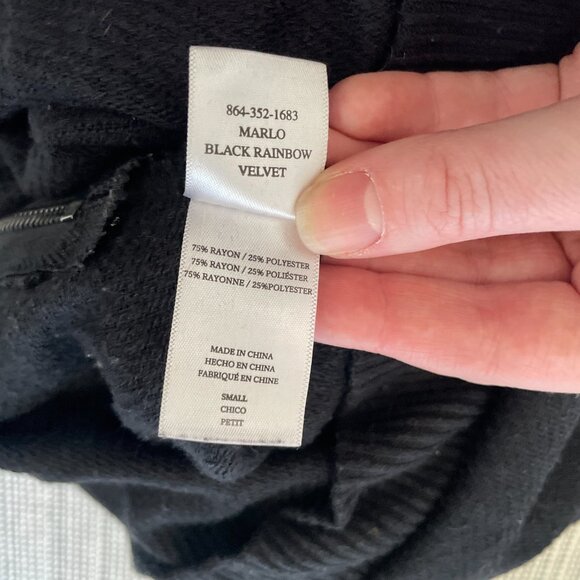 864-352-1683
MARLO
BLACK RAINBOW
VELVET
75% RAYON / 25% POLYESTER
75% RAYON / 25% POLIÉSTER
75% RAYONNE / 25%POLYESTER
MADE IN CHINA
HECHO EN CHINA
FABRIQUÉ EN CHINE
SMALL
CHICO
PETIT